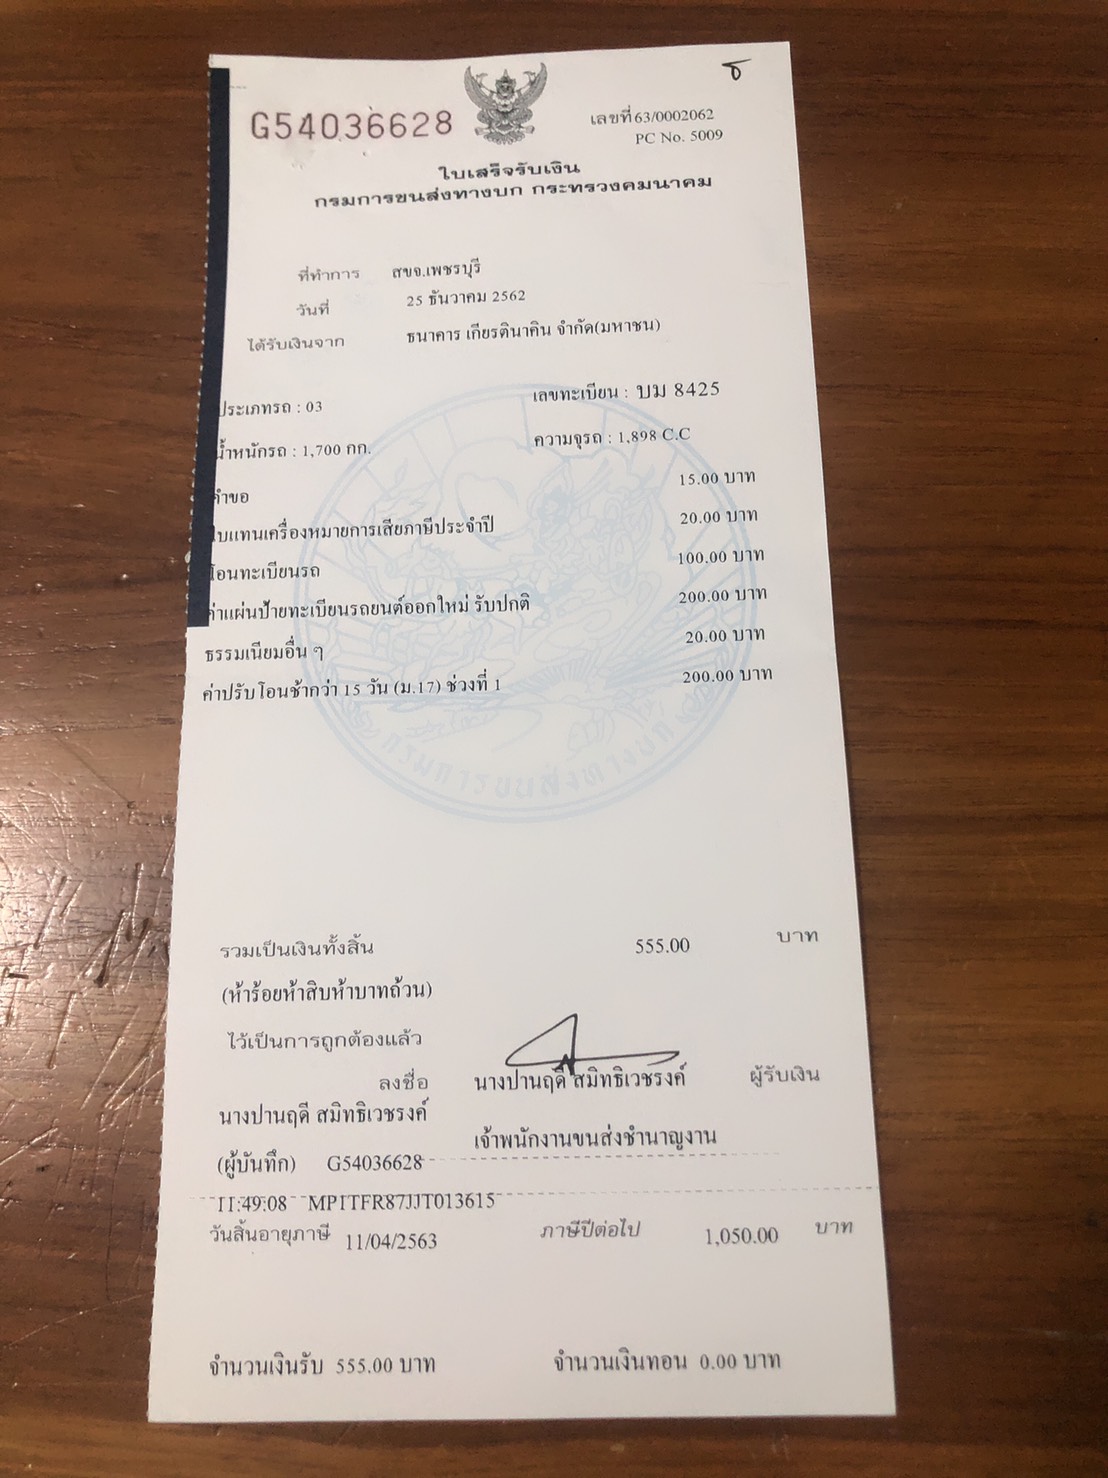 G54036628
เลขที่ 63/0002062
PC No. 5009
ใบเสร็จรับเงิน
กรมการขนส่งทางบก กระทรวงคมนาคม
ที่ทำการ สขจ.เพชรบุรี
วันที่ 25 ธันวาคม 2562
ได้รับเงินจาก ธนาคาร เกียรตินาคิน จำกัด(มหาชน)
ประเภทรถ : 03 เลขทะเบียน : บม 8425
น้ำหนักรถ : 1,700 กก. ความจุรถ : 1,898 C.C
คำขอ 15.00 บาท
ใบแทนเครื่องหมายการเสียภาษีประจำปี 20.00 บาท
โอนทะเบียนรถ 100.00 บาท
ค่าแผ่นป้ายทะเบียนรถยนต์ออกใหม่ รับปกติ 200.00 บาท
ธรรมเนียมอื่น ๆ 20.00 บาท
ค่าปรับ โอนช้ากว่า 15 วัน (ม.17) ช่วงที่ 1 200.00 บาท
กรมการขนส่งทางบก
รวมเป็นเงินทั้งสิ้น 555.00 บาท
(ห้าร้อยห้าสิบห้าบาทถ้วน)
ไว้เป็นการถูกต้องแล้ว
ลงชื่อ นางปานฤดี สมิทธิเวชรงค์ ผู้รับเงิน
นางปานฤดี สมิทธิเวชรงค์
เจ้าพนักงานขนส่งชำนาญงาน
(ผู้บันทึก) G54036628
11:49:08 MP1TFR87JJT013615
วันสิ้นอายุภาษี 11/04/2563 ภาษีปีต่อไป 1,050.00 บาท
จำนวนเงินรับ 555.00 บาท จำนวนเงินทอน 0.00 บาท